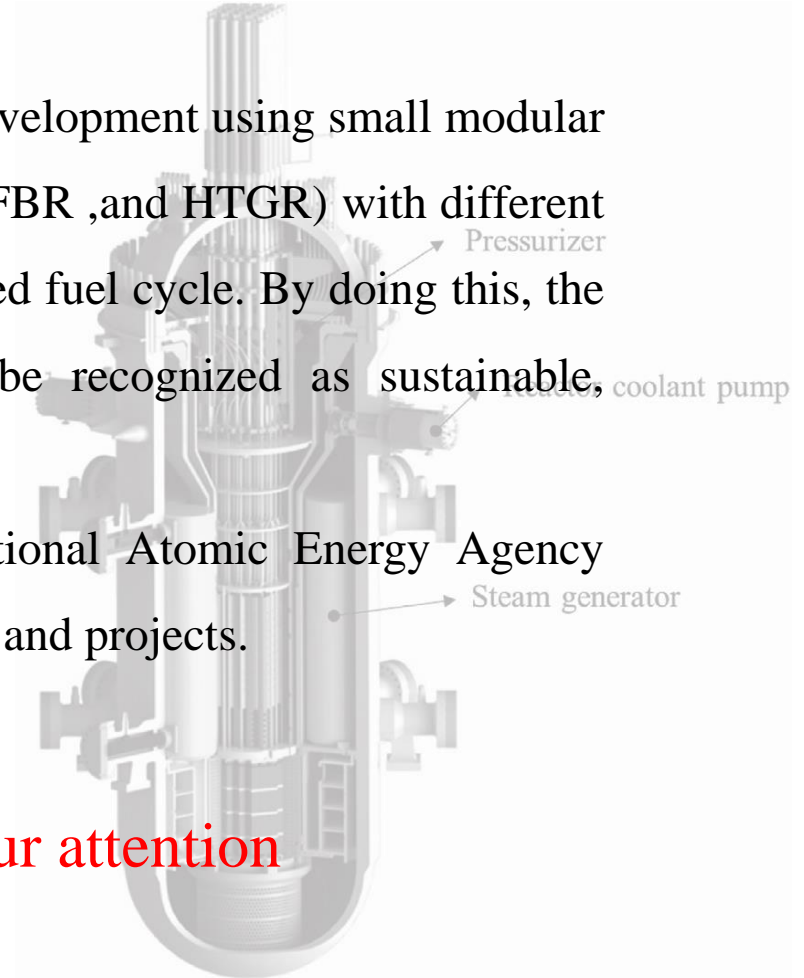 velopment using small modular
FBR ,and HTGR) with different
Pressurizer
ed fuel cycle. By doing this, the
be recognized as sustainable,
Reactor coolant pump
tional Atomic Energy Agency
Steam generator
and projects.
ur attention